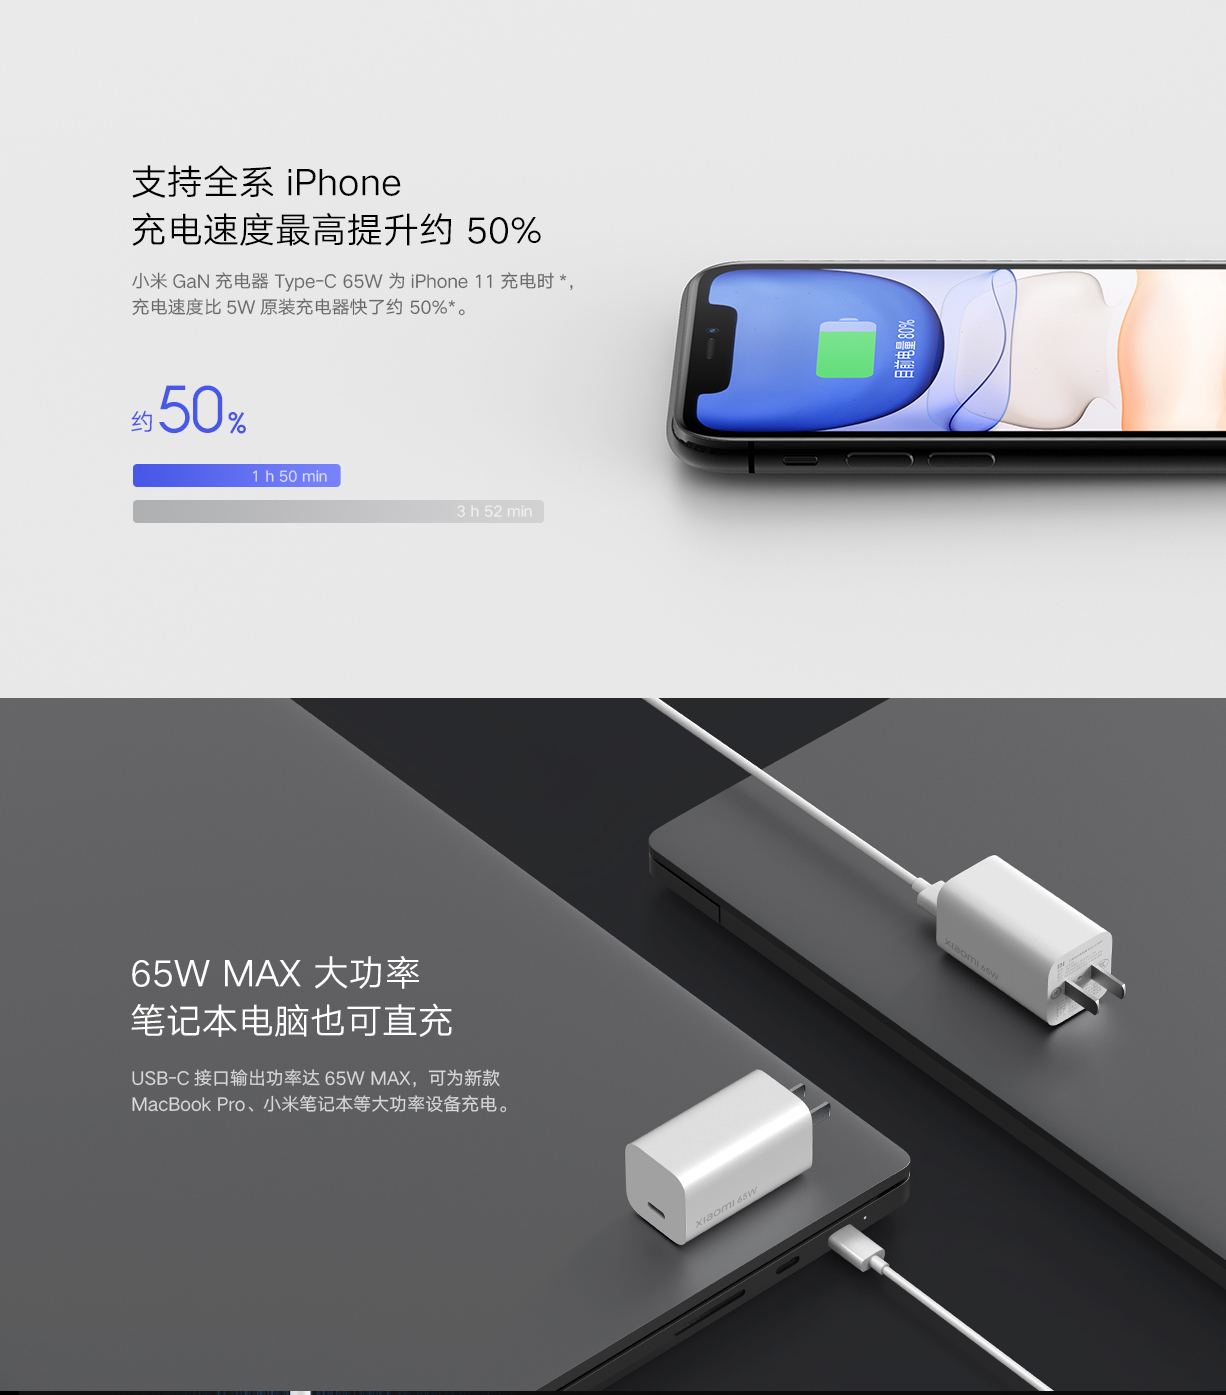 支持全系 iPhone
充电速度最高提升约 50%
小米 GaN 充电器 Type-C 65W 为 iPhone 11 充电时 *，
充电速度比 5W 原装充电器快了约 50%*。
目前电量 80%
约50%
1 h 50 min
3 h 52 min
xiaomi 65W
65W MAX 大功率
笔记本电脑也可直充
USB-C 接口输出功率达 65W MAX，可为新款
MacBook Pro、小米笔记本等大功率设备充电。
xiaomi 65W